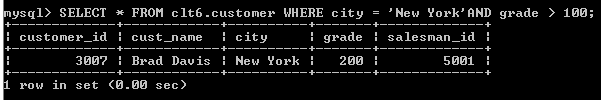 mysql> SELECT * FROM clt6.customer WHERE city = 'New York'AND grade > 100;
+-------------+------------+----------+-------+-------------+
| customer_id | cust_name  | city     | grade | salesman_id |
+-------------+------------+----------+-------+-------------+
|        3007 | Brad Davis | New York |   200 |        5001 |
+-------------+------------+----------+-------+-------------+
1 row in set (0.00 sec)